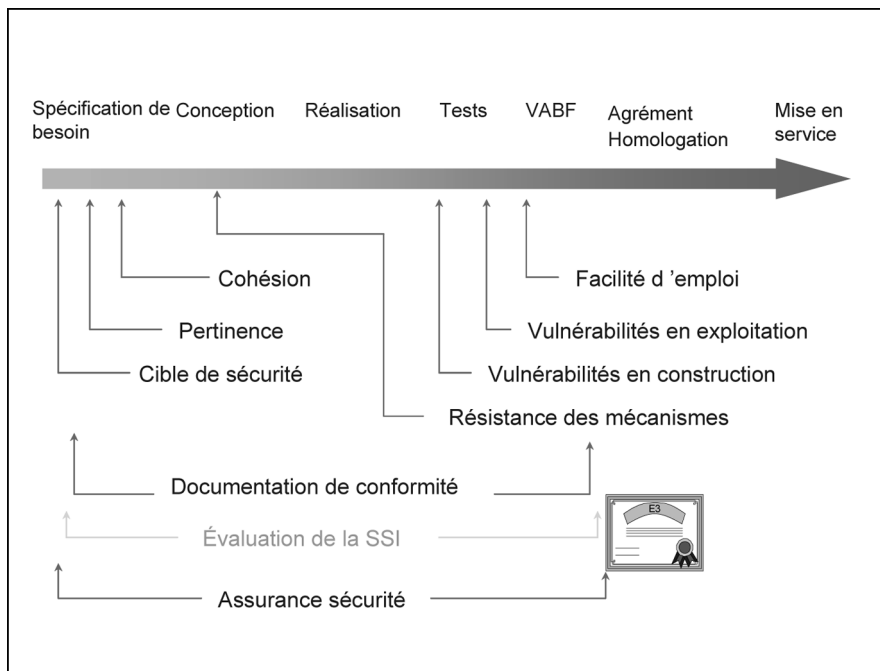 Spécification de
besoin
Conception
Réalisation
Tests
VABF
Agrément
Homologation
Mise en
service
Cohésion
Facilité d ’emploi
Pertinence
Vulnérabilités en exploitation
Cible de sécurité
Vulnérabilités en construction
Résistance des mécanismes
Documentation de conformité
E3
Évaluation de la SSI
Assurance sécurité